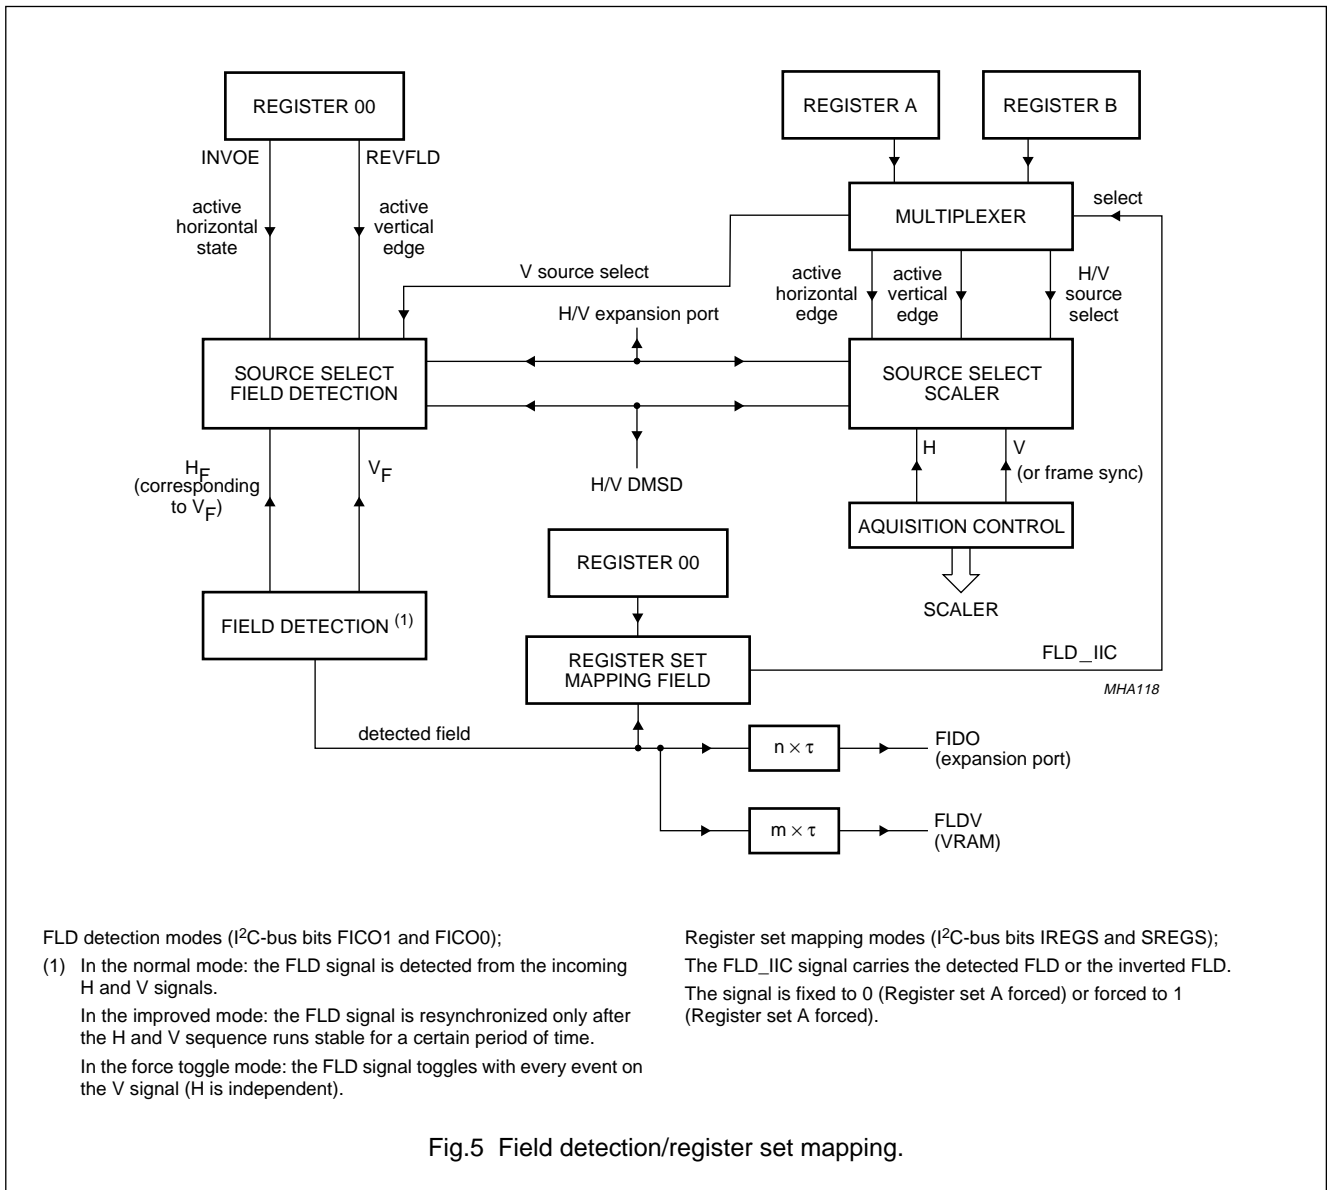 REGISTER 00
REGISTER A
REGISTER B
INVOE
REVFLD
MULTIPLEXER
select
active
horizontal
state
active
vertical
edge
V source select
active
horizontal
edge
active
vertical
edge
H/V
source
select
H/V expansion port
SOURCE SELECT
FIELD DETECTION
SOURCE SELECT
SCALER
HF
(corresponding
to VF)
VF
H
V
(or frame sync)
H/V DMSD
AQUISITION CONTROL
REGISTER 00
SCALER
FIELD DETECTION (1)
REGISTER SET
MAPPING FIELD
FLD_IIC
MHA118
detected field
n × τ
FIDO
(expansion port)
m × τ
FLDV
(VRAM)
FLD detection modes (I²C-bus bits FICO1 and FICO0);
(1) In the normal mode: the FLD signal is detected from the incoming
H and V signals.
In the improved mode: the FLD signal is resynchronized only after
the H and V sequence runs stable for a certain period of time.
In the force toggle mode: the FLD signal toggles with every event on
the V signal (H is independent).
Register set mapping modes (I²C-bus bits IREGS and SREGS);
The FLD_IIC signal carries the detected FLD or the inverted FLD.
The signal is fixed to 0 (Register set A forced) or forced to 1
(Register set A forced).
Fig.5 Field detection/register set mapping.